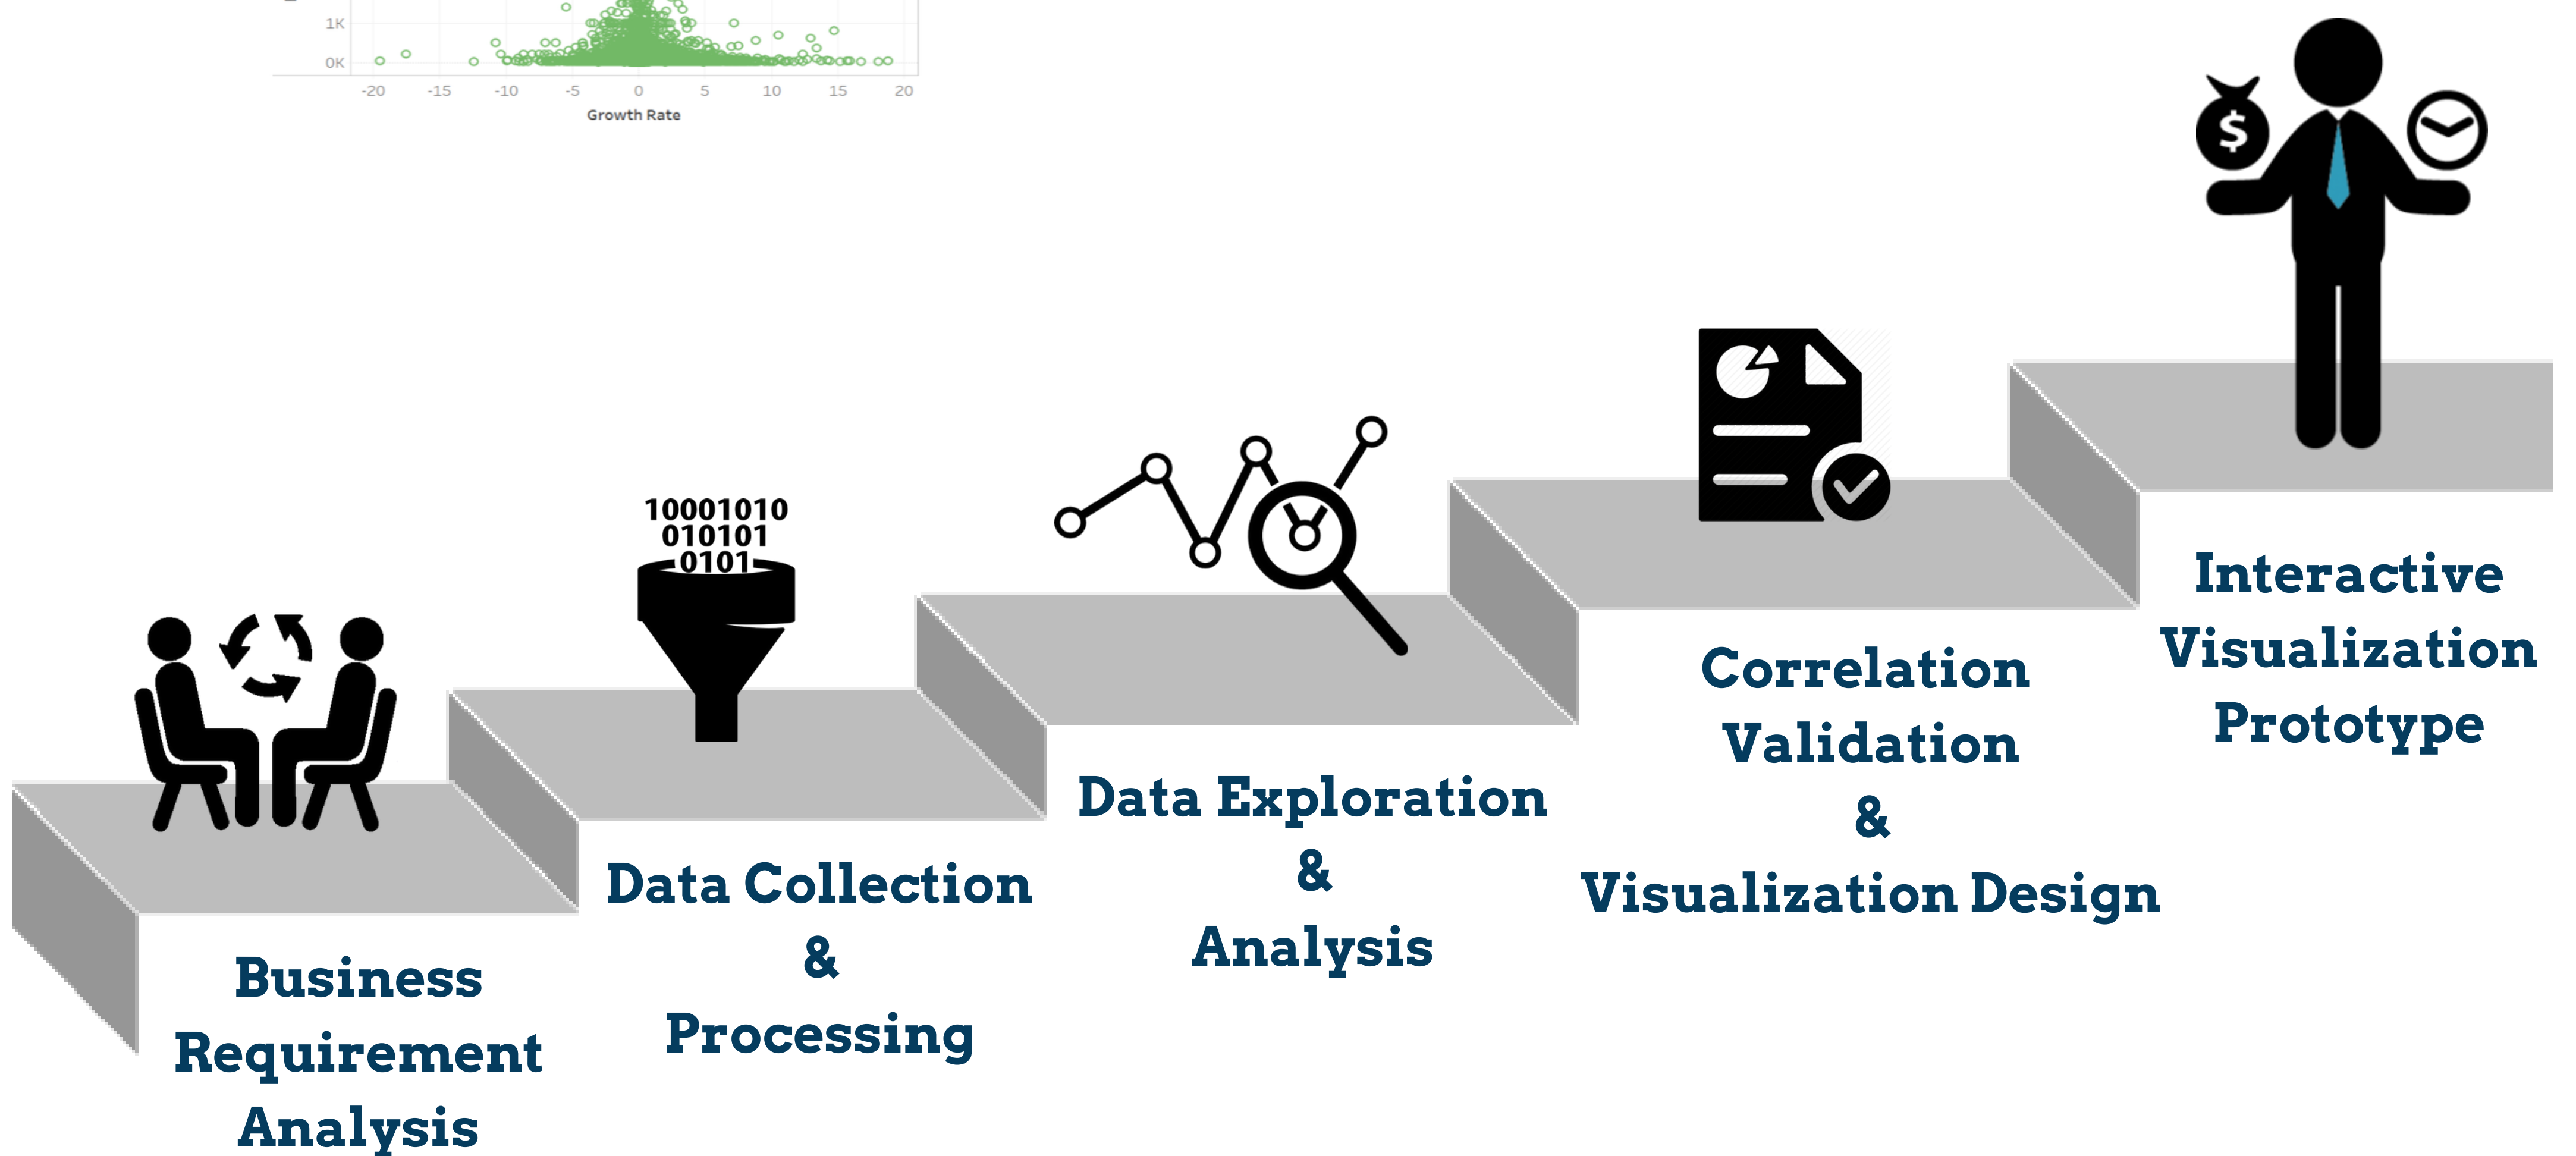 1K
0K
-20 -15 -10 -5 0 5 10 15 20
Growth Rate
$
10001010
010101
0101
Business
Requirement
Analysis
Data Collection
&
Processing
Data Exploration
&
Analysis
Correlation
Validation
&
Visualization Design
Interactive
Visualization
Prototype